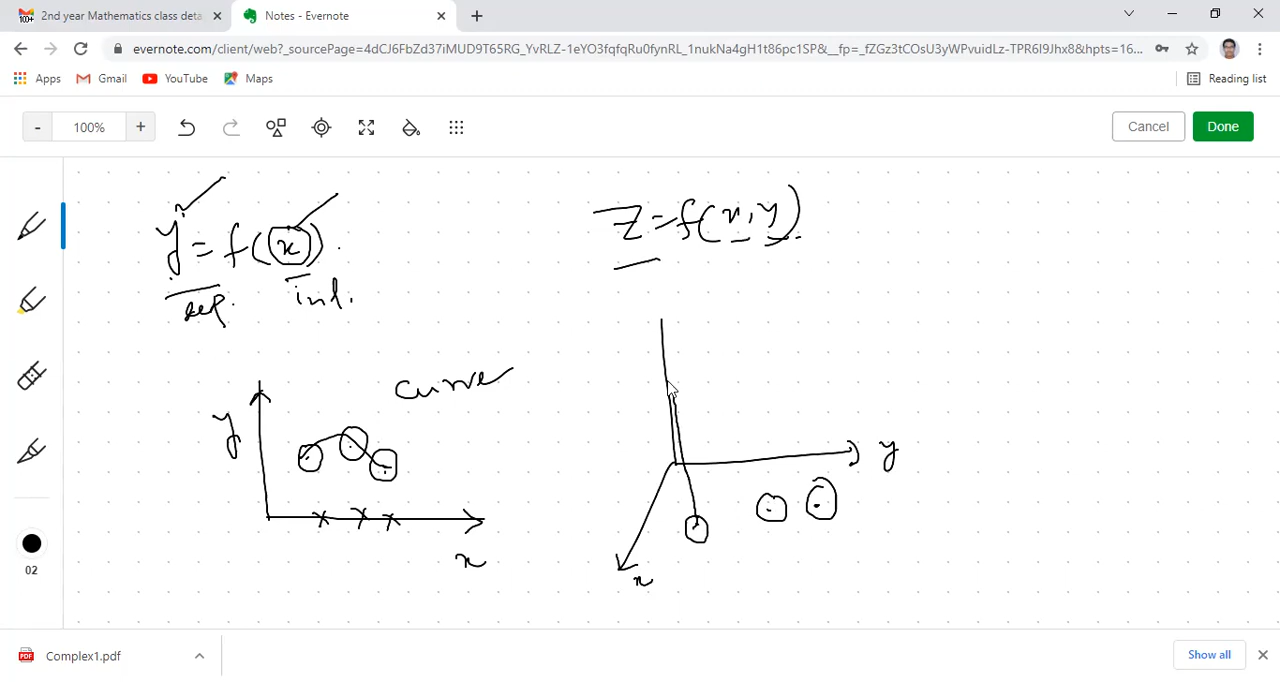 2nd year Mathematics class deta
Notes - Evernote
evernote.com/client/web?_sourcePage=4dCJ6FbZd37iMUD9T65RG_YvRLZ-1eYO3fqfqRu0fynRL_1nukNa4gH1t86pc1SP&__fp=_fZGz3tCOsU3yWPvuidLz-TPR6I9Jhx8&hpts=16...
Apps
Gmail
YouTube
Maps
Reading list
-
100%
+
Cancel
Done
y = f(x).
z = f(x, y)
dep.
ind.
curve
y
x
y
x
02
Complex1.pdf
Show all